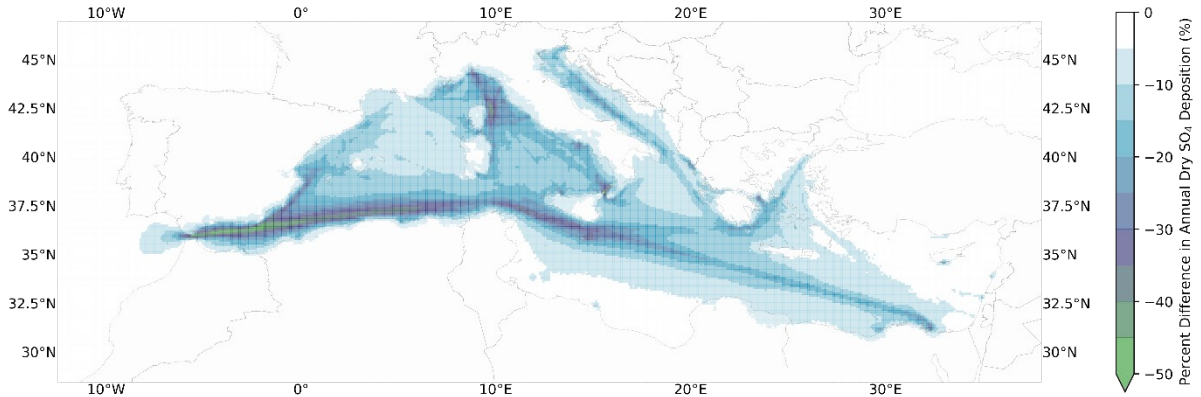 10°W 0° 10°E 20°E 30°E
45°N 45°N
42.5°N 42.5°N
40°N 40°N
37.5°N 37.5°N
35°N 35°N
32.5°N 32.5°N
30°N 30°N
10°W 0° 10°E 20°E 30°E
0
−10
−20
−30
−40
−50
Percent Difference in Annual Dry SO₄ Deposition (%)